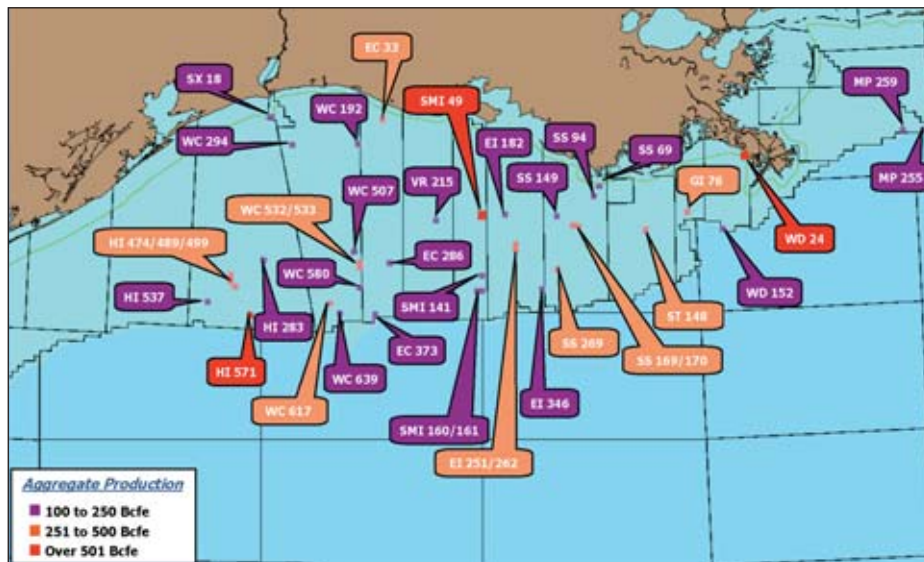 EC 33
SX 18
MP 259
WC 192
SMI 49
EI 182
SS 94
SS 69
WC 294
SS 149
GI 76
MP 255
WC 507
VR 215
WC 532/533
WD 24
HI 474/489/499
WC 580
EC 286
HI 537
SMI 141
WD 152
HI 283
ST 148
EC 373
SS 269
SS 169/170
HI 571
WC 639
WC 617
EI 346
SMI 160/161
EI 251/262
Aggregate Production
100 to 250 Bcfe
251 to 500 Bcfe
Over 501 Bcfe